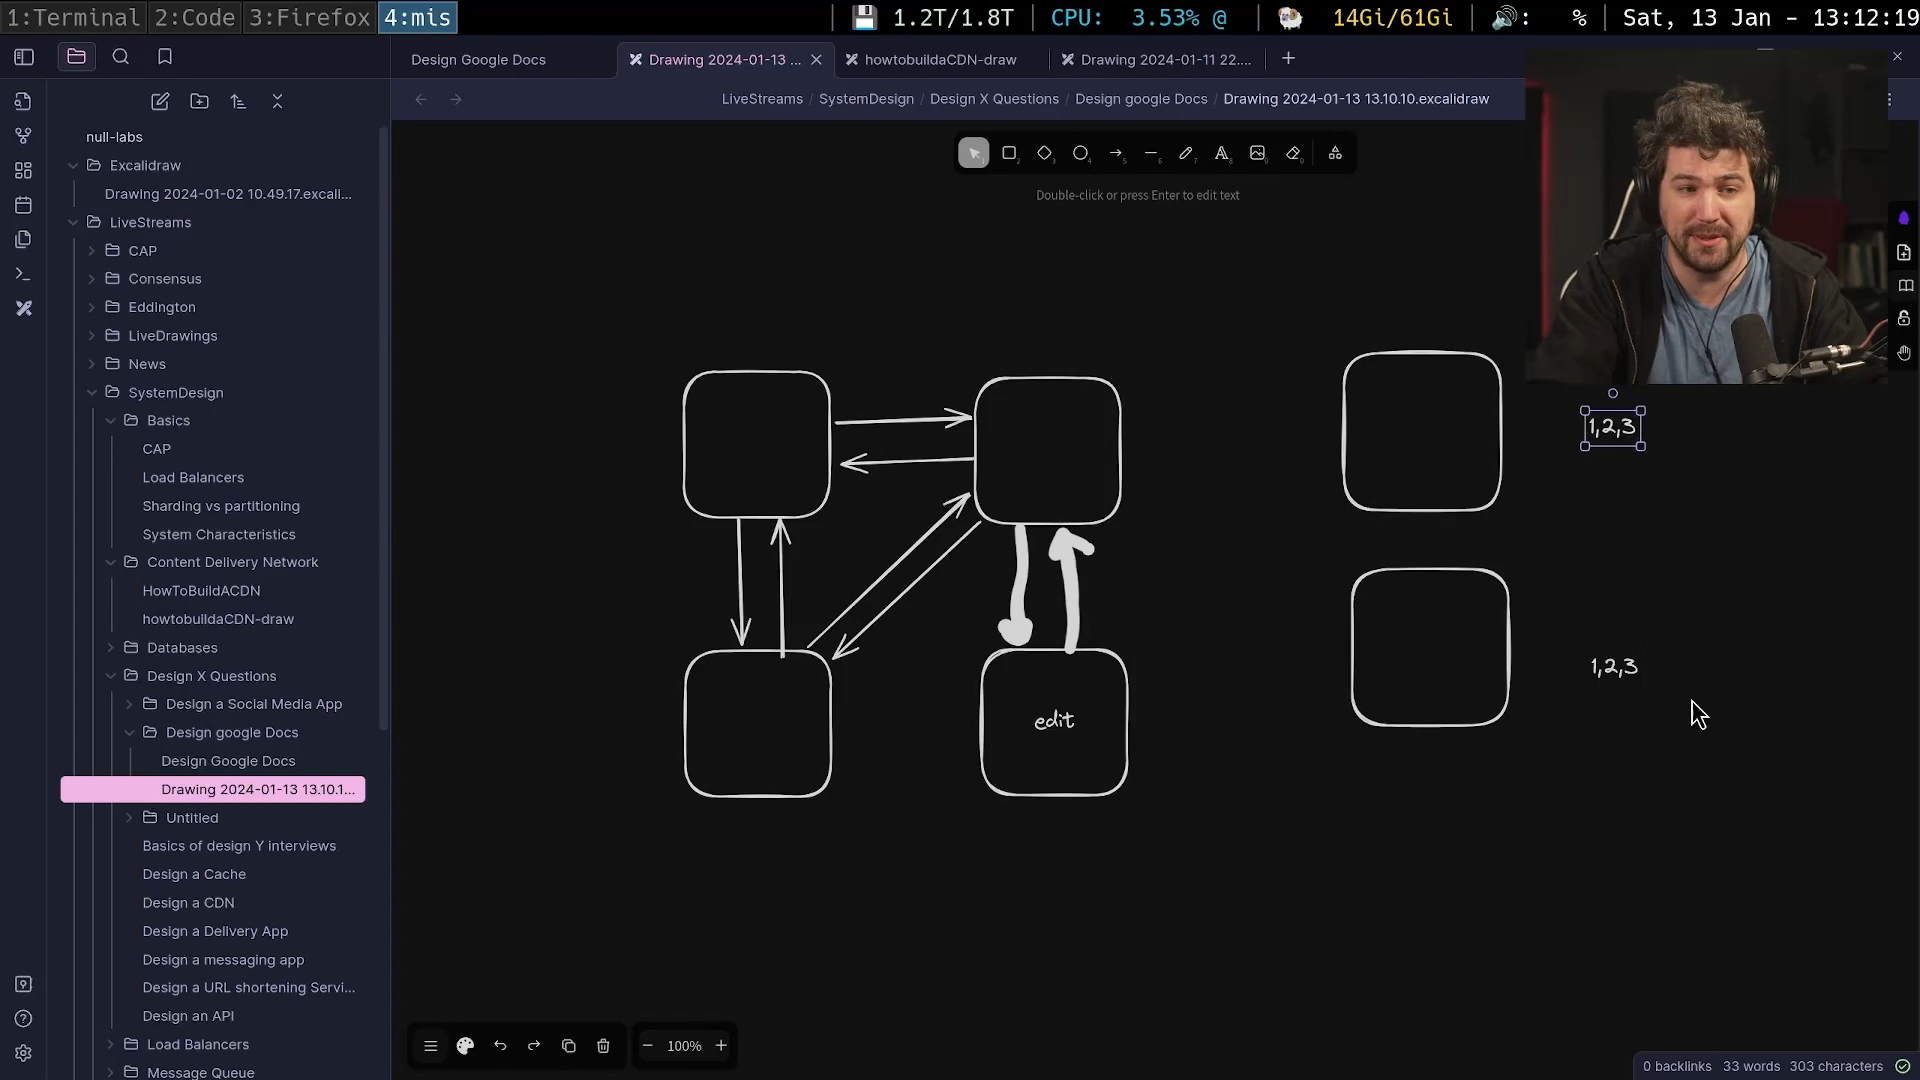 1:Terminal 2:Code 3:Firefox 4:mis
1.2T/1.8T CPU: 3.53% @ 14Gi/61Gi : % Sat, 13 Jan - 13:12:19
Design Google Docs
Drawing 2024-01-13 ...
howtobuildaCDN-draw
Drawing 2024-01-11 22....
LiveStreams / SystemDesign / Design X Questions / Design google Docs / Drawing 2024-01-13 13.10.10.excalidraw
Double-click or press Enter to edit text
null-labs
Excalidraw
Drawing 2024-01-02 10.49.17.excali...
LiveStreams
CAP
Consensus
Eddington
LiveDrawings
News
SystemDesign
Basics
CAP
Load Balancers
Sharding vs partitioning
System Characteristics
Content Delivery Network
HowToBuildACDN
howtobuildaCDN-draw
Databases
Design X Questions
Design a Social Media App
Design google Docs
Design Google Docs
Drawing 2024-01-13 13.10.1...
Untitled
Basics of design Y interviews
Design a Cache
Design a CDN
Design a Delivery App
Design a messaging app
Design a URL shortening Servi...
Design an API
Load Balancers
Message Queue
1,2,3
1,2,3
edit
100%
0 backlinks 33 words 303 characters